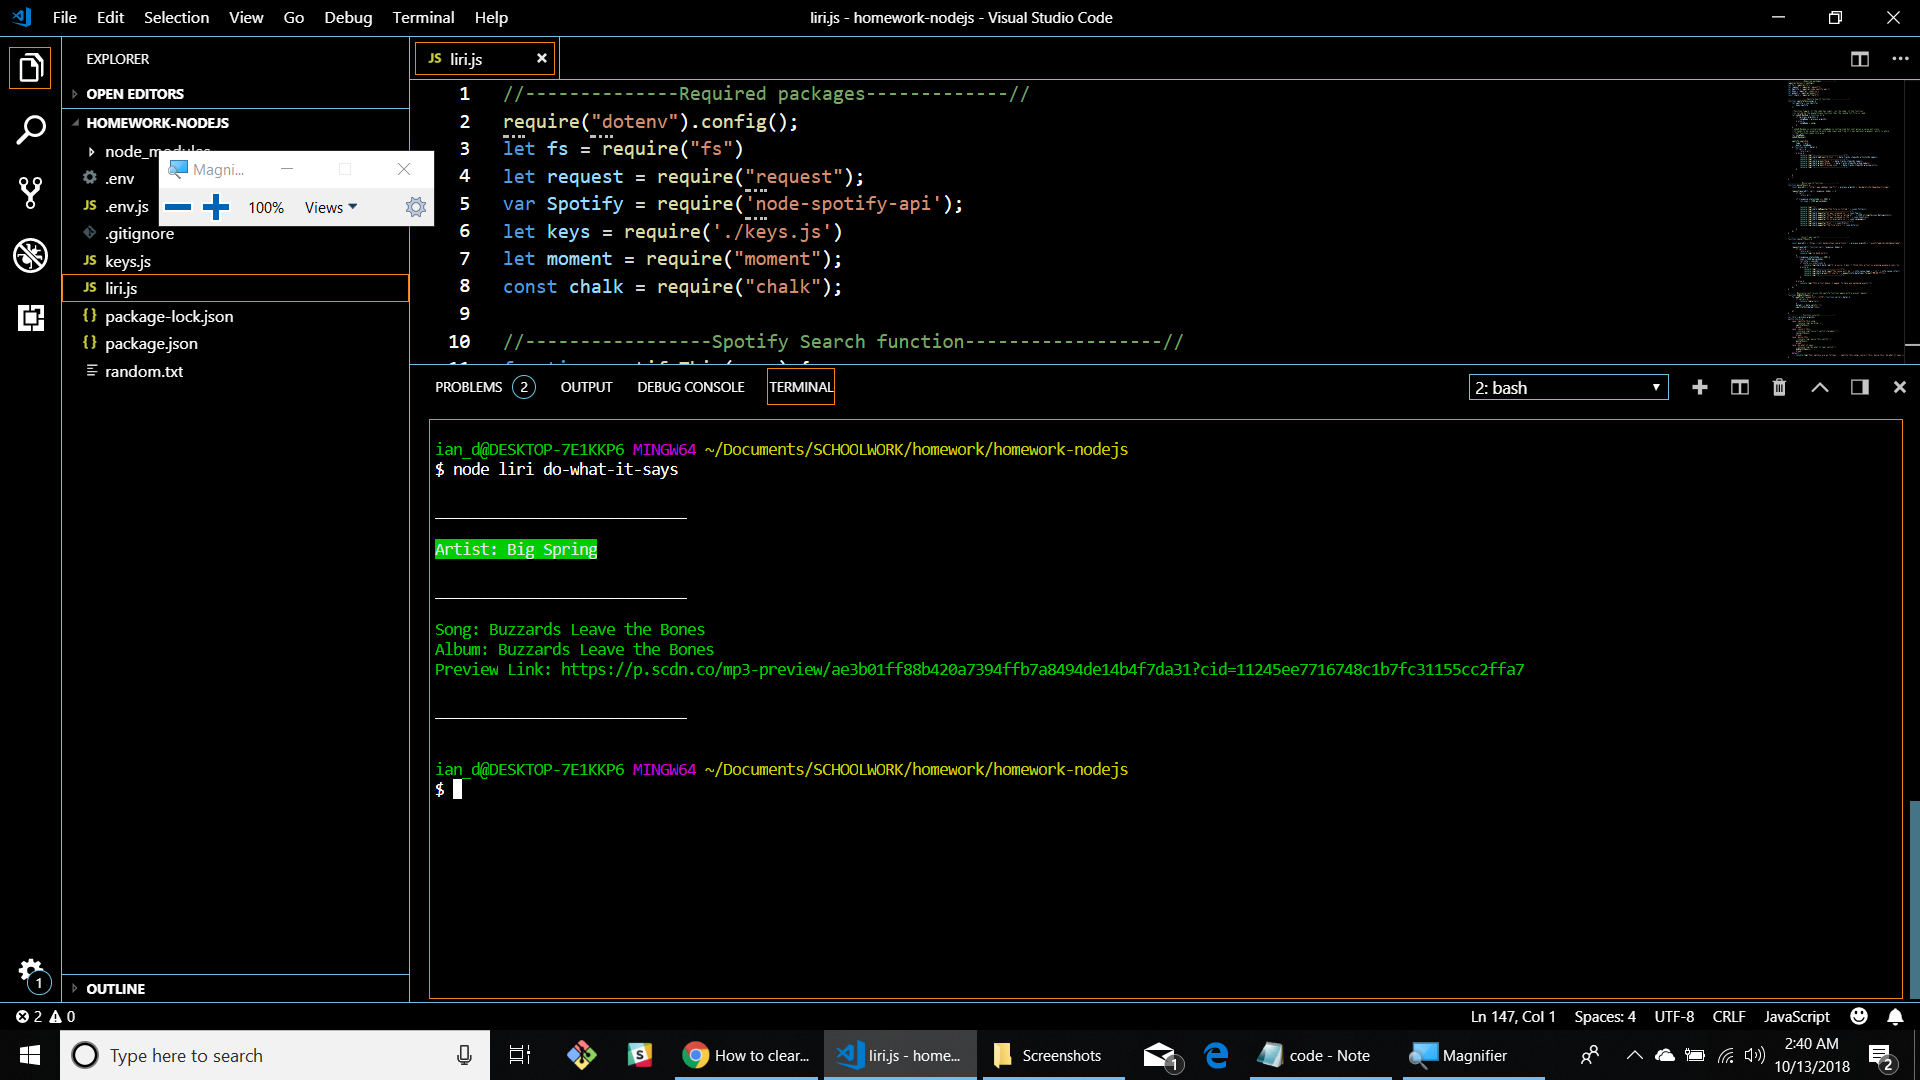 File Edit Selection View Go Debug Terminal Help
liri.js - homework-nodejs - Visual Studio Code
EXPLORER
OPEN EDITORS
HOMEWORK-NODEJS
node_modules
.env
.env.js
.gitignore
keys.js
liri.js
package-lock.json
package.json
random.txt
OUTLINE
Magni...
100% Views
JS liri.js
1 //--------------Required packages-------------//
2 require("dotenv").config();
3 let fs = require("fs")
4 let request = require("request");
5 var Spotify = require('node-spotify-api');
6 let keys = require('./keys.js')
7 let moment = require("moment");
8 const chalk = require("chalk");
9
10 //-----------------Spotify Search function------------------//
PROBLEMS 2 OUTPUT DEBUG CONSOLE TERMINAL 2: bash
ian_d@DESKTOP-7E1KKP6 MINGW64 ~/Documents/SCHOOLWORK/homework/homework-nodejs
$ node liri do-what-it-says
____________________________
Artist: Big Spring
____________________________
Song: Buzzards Leave the Bones
Album: Buzzards Leave the Bones
Preview Link: https://p.scdn.co/mp3-preview/ae3b01ff88b420a7394ffb7a8494de14b4f7da31?cid=11245ee7716748c1b7fc31155cc2ffa7
____________________________
ian_d@DESKTOP-7E1KKP6 MINGW64 ~/Documents/SCHOOLWORK/homework/homework-nodejs
$
1
2 0
Ln 147, Col 1 Spaces: 4 UTF-8 CRLF JavaScript
Type here to search
How to clear...
liri.js - home...
Screenshots
1
code - Note
Magnifier
2:40 AM
10/13/2018
2